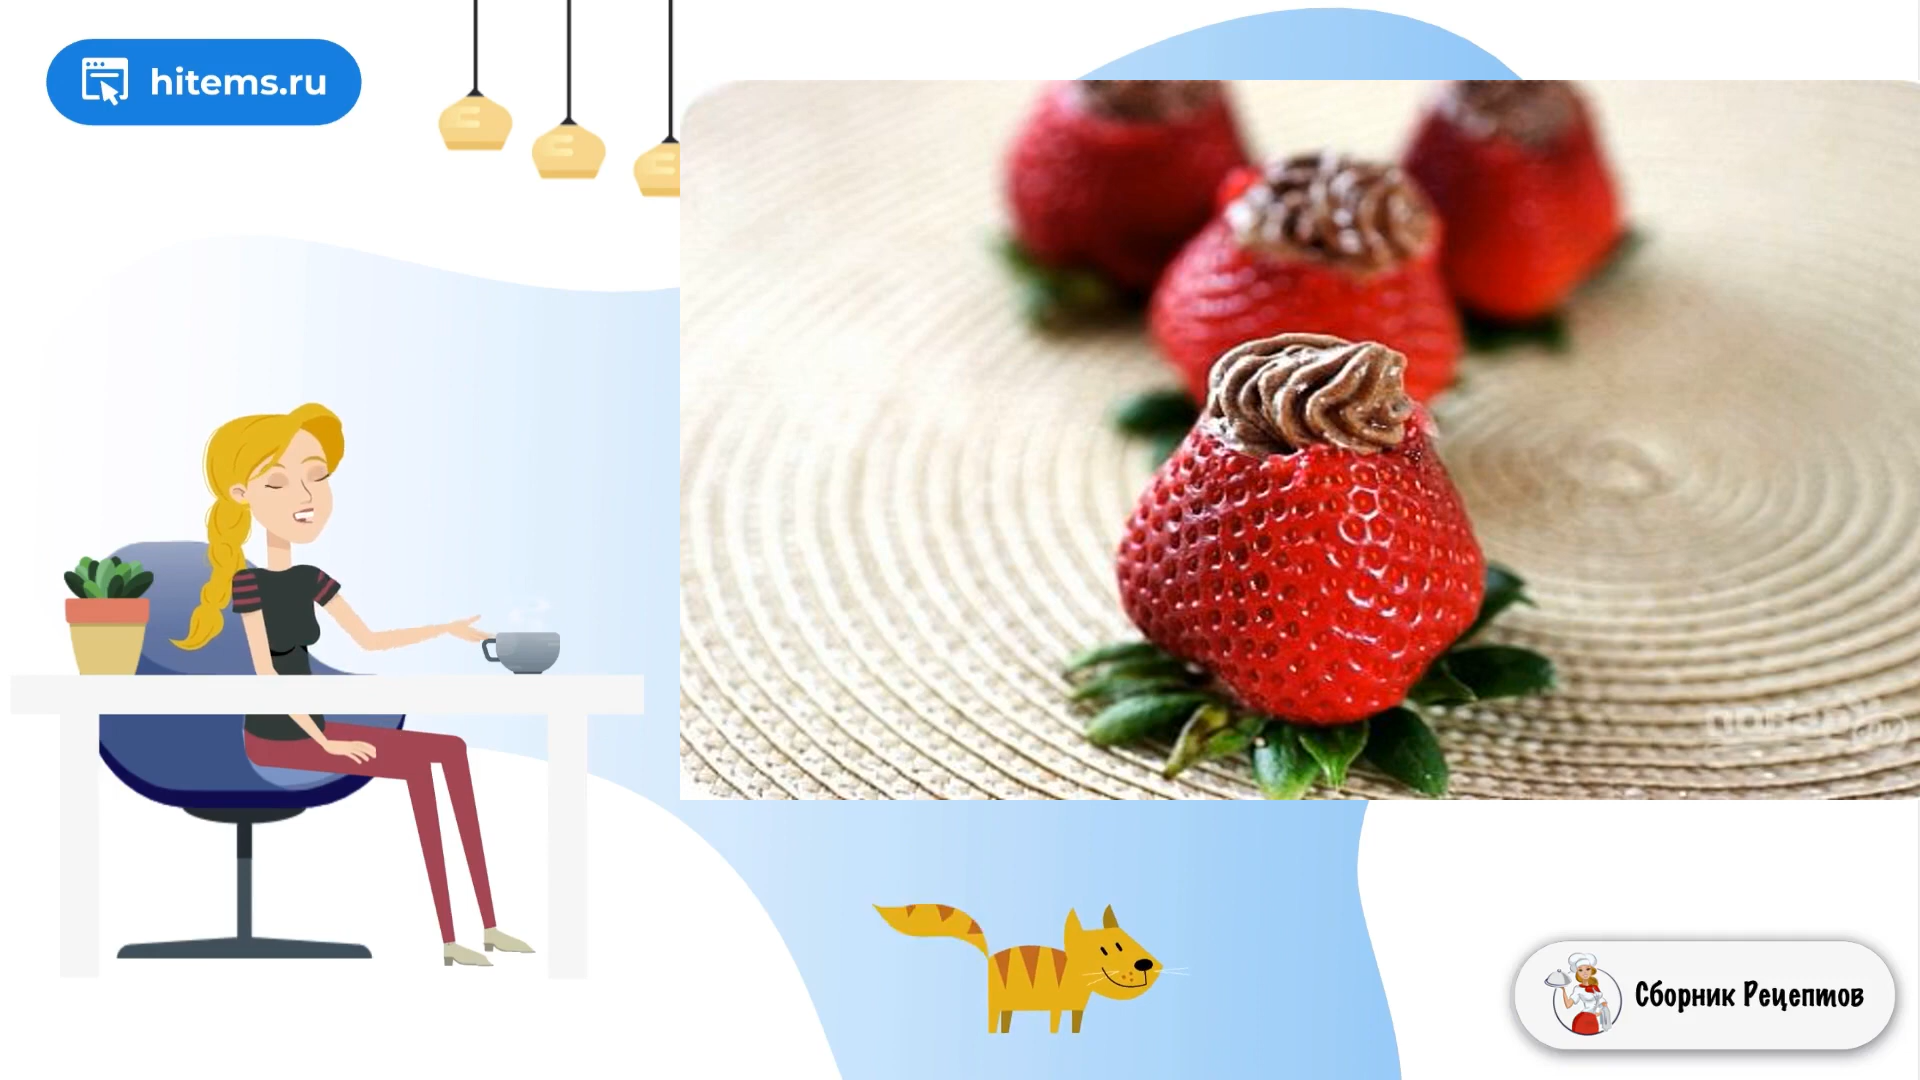 hitems.ru
Сборник Рецептов